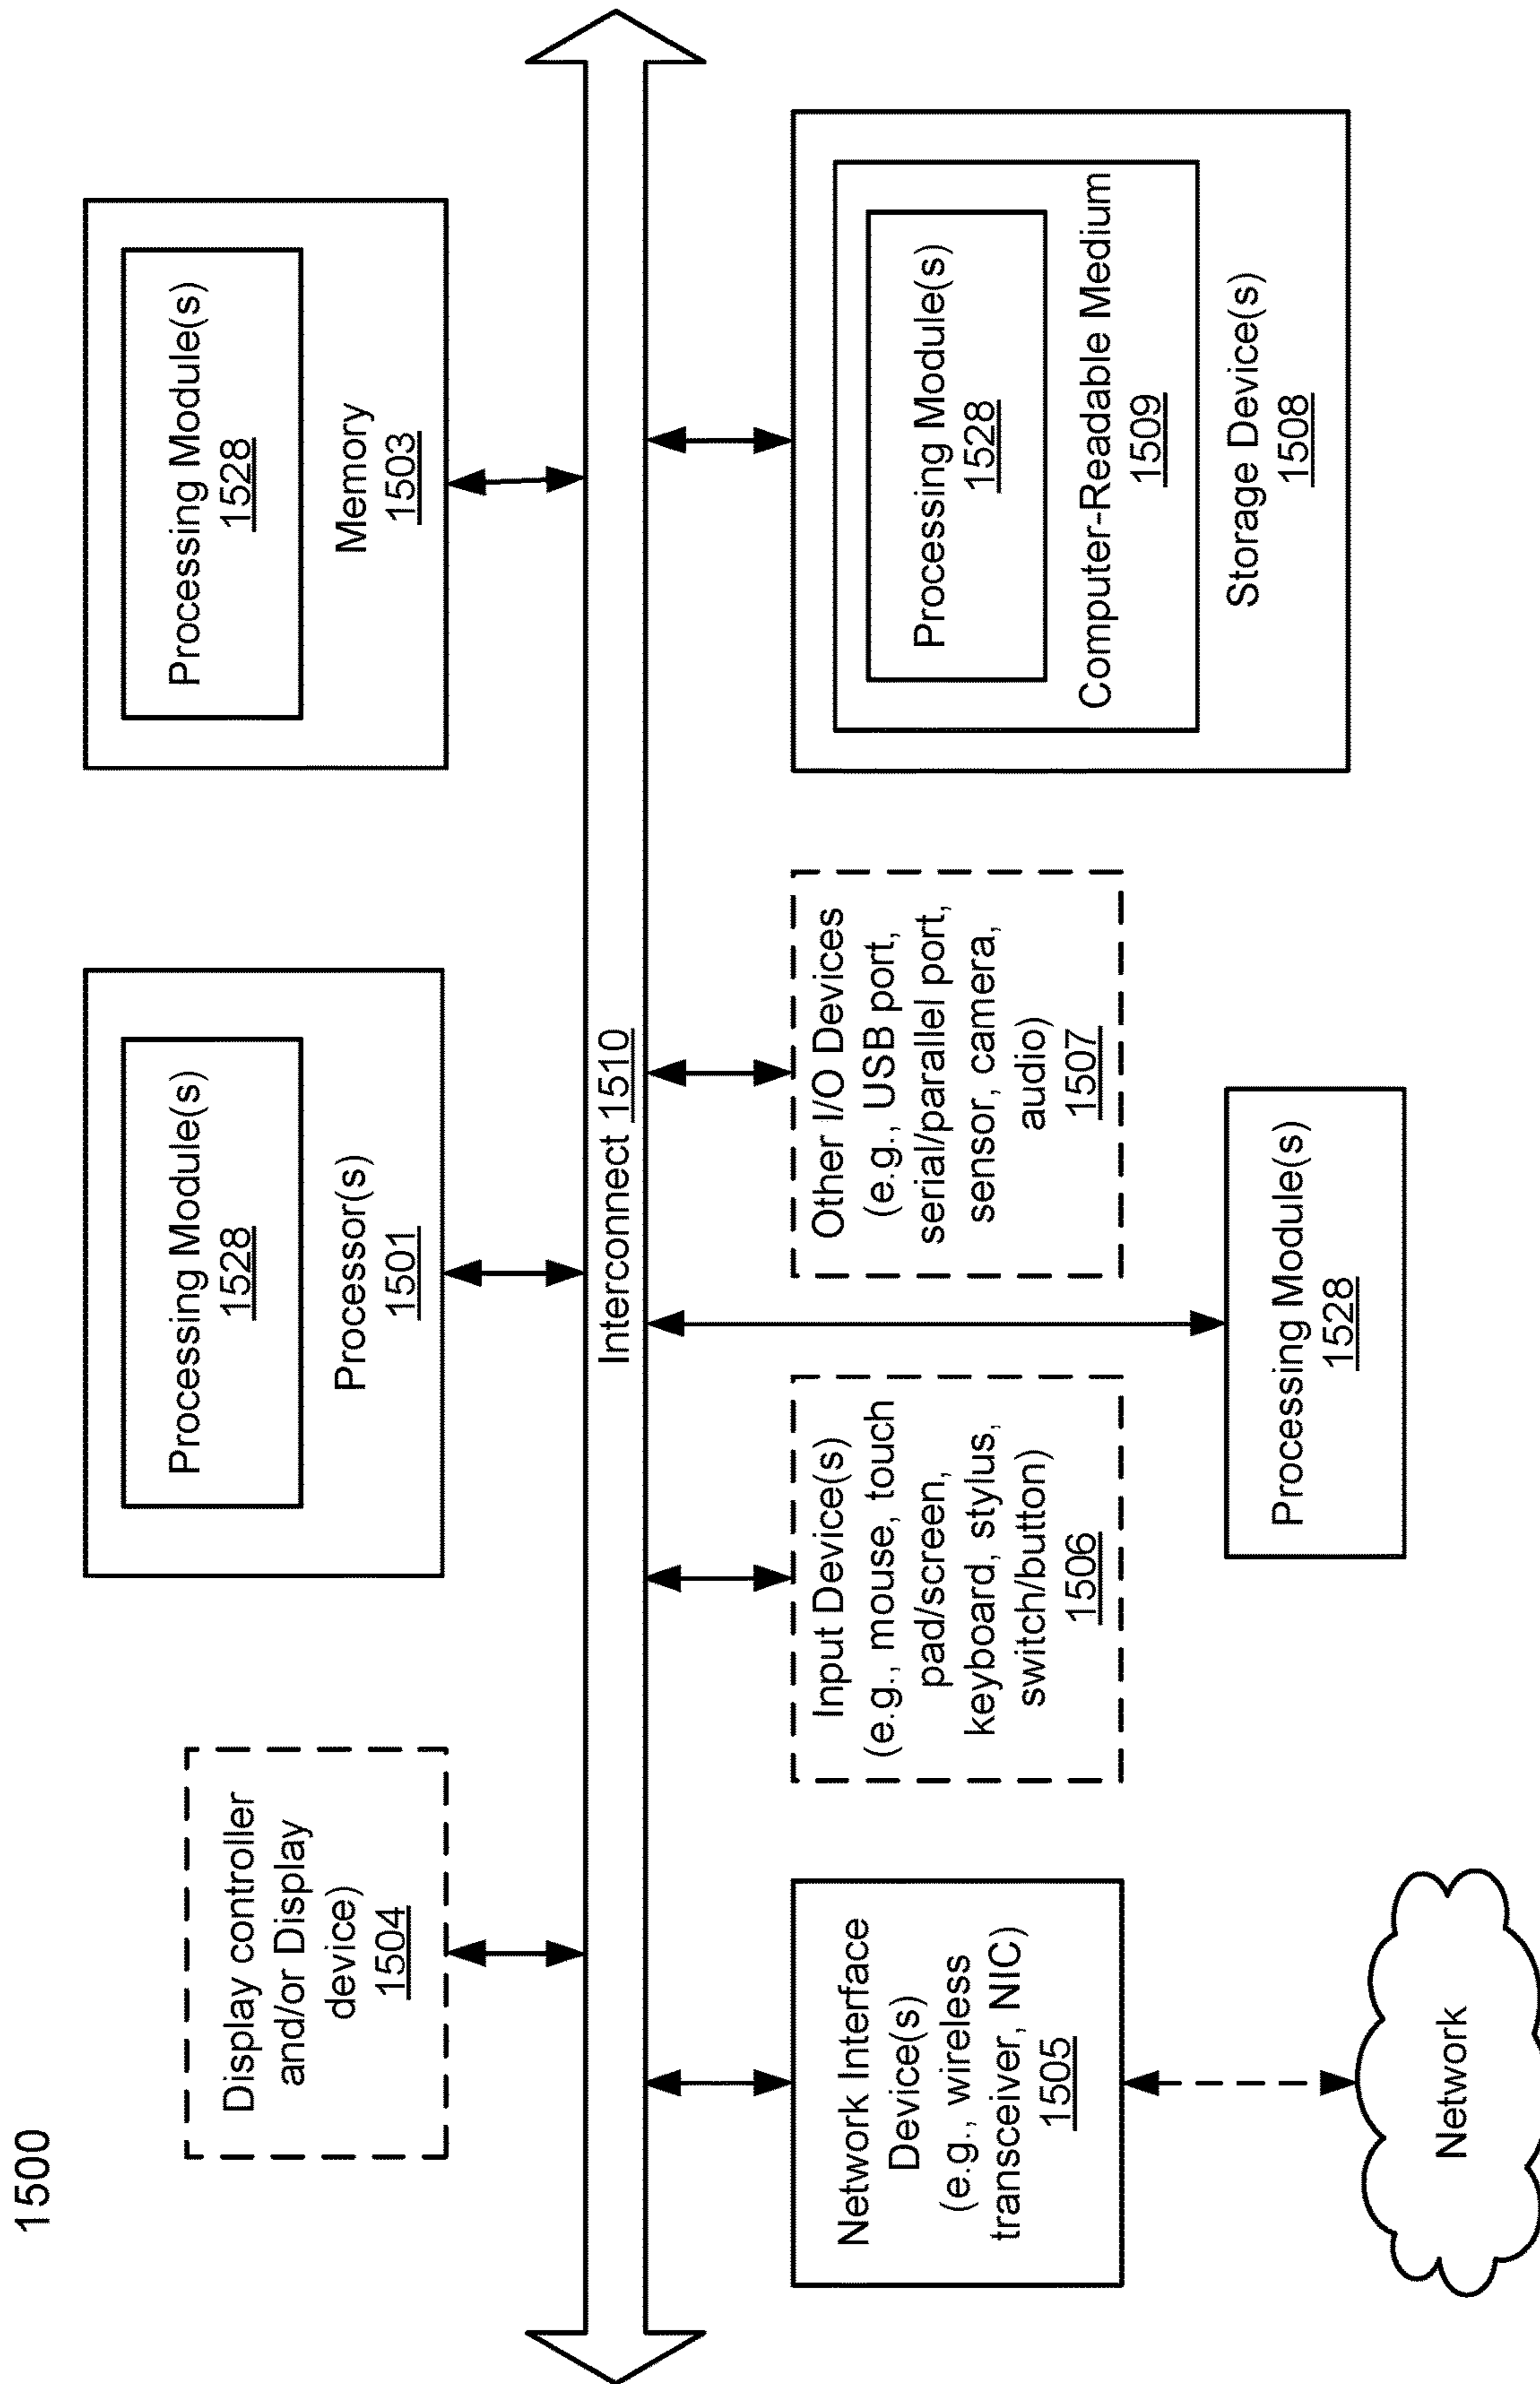 1500
Display controller
and/or Display
device)
1504
Processing Module(s)
1528
Processor(s)
1501
Processing Module(s)
1528
Memory
1503
Interconnect 1510
Network Interface
Device(s)
(e.g., wireless
transceiver, NIC)
1505
Input Device(s)
(e.g., mouse, touch
pad/screen,
keyboard, stylus,
switch/button)
1506
Other I/O Devices
(e.g., USB port,
serial/parallel port,
sensor, camera,
audio)
1507
Processing Module(s)
1528
Computer-Readable Medium
1509
Storage Device(s)
1508
Processing Module(s)
1528
Network